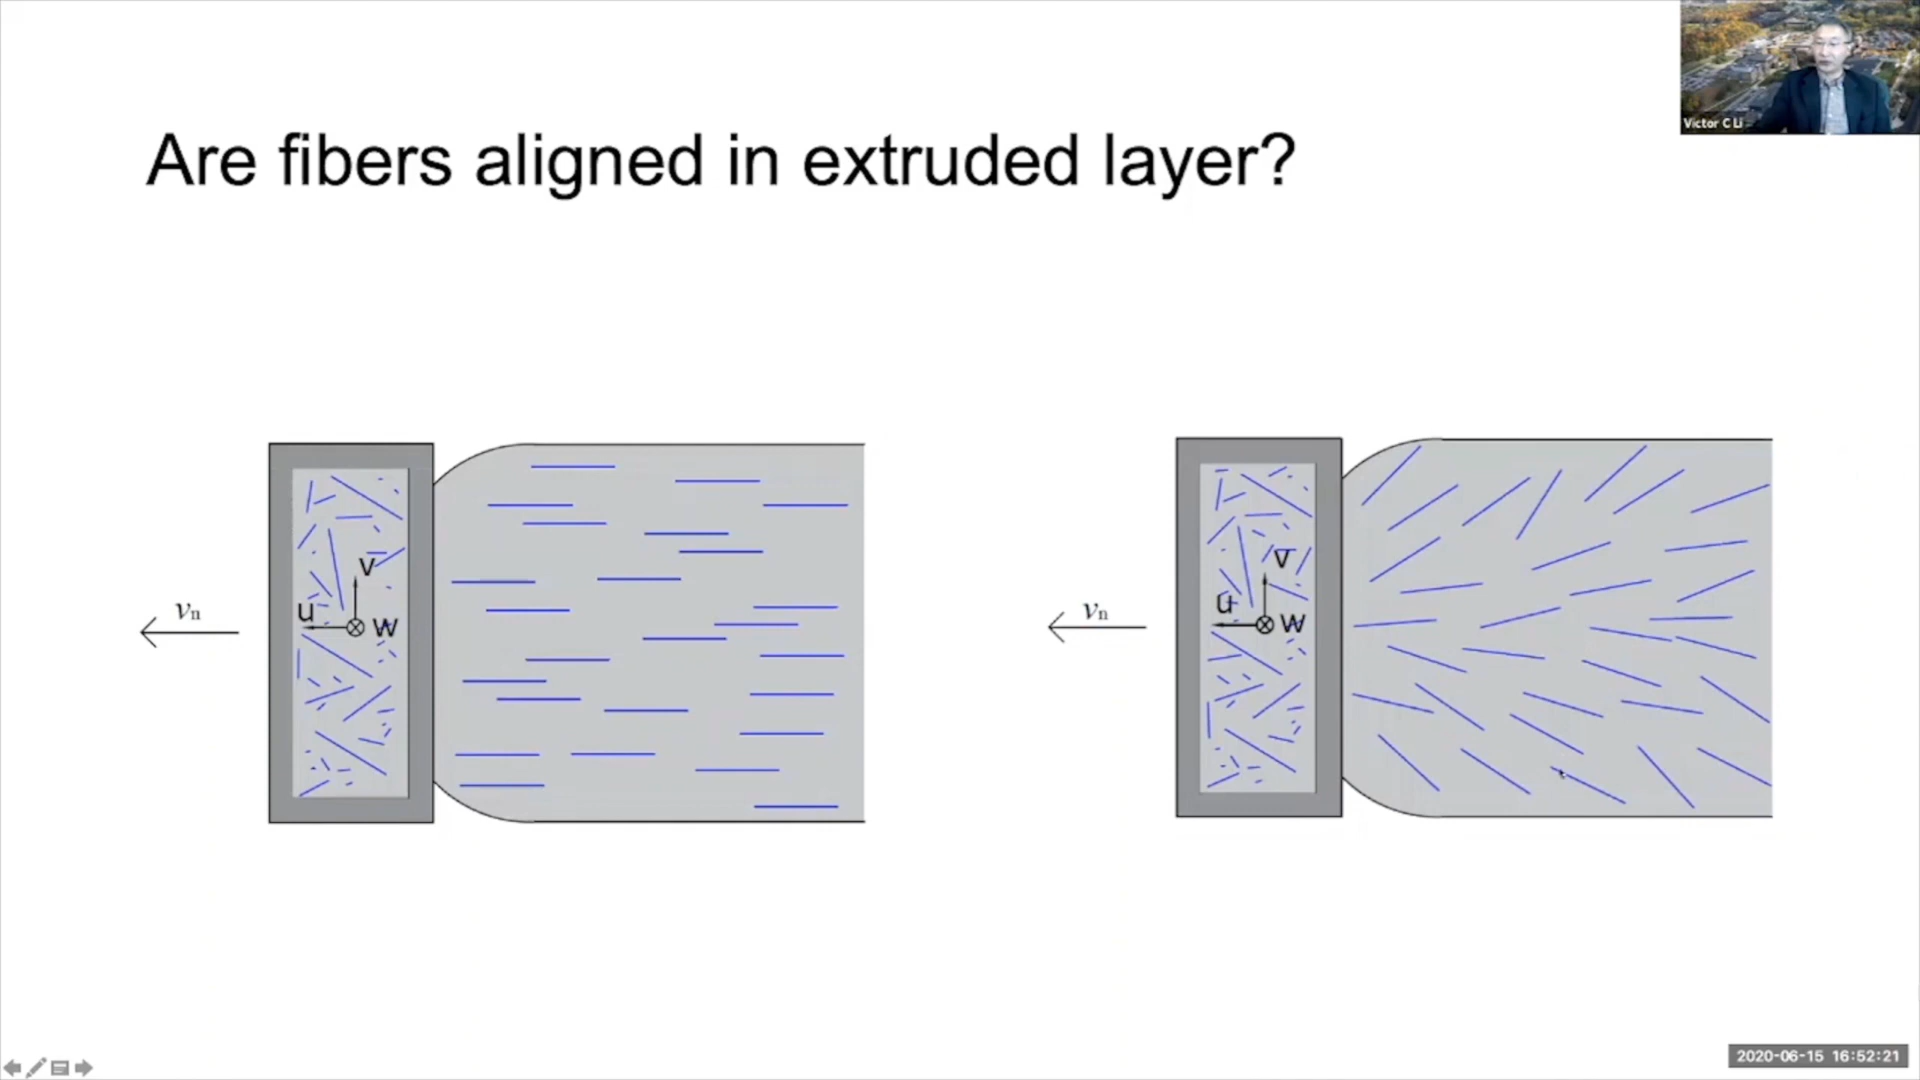 Victor C Li
Are fibers aligned in extruded layer?
vn
v
u
w
vn
v
u
w
2020-06-15 16:52:21